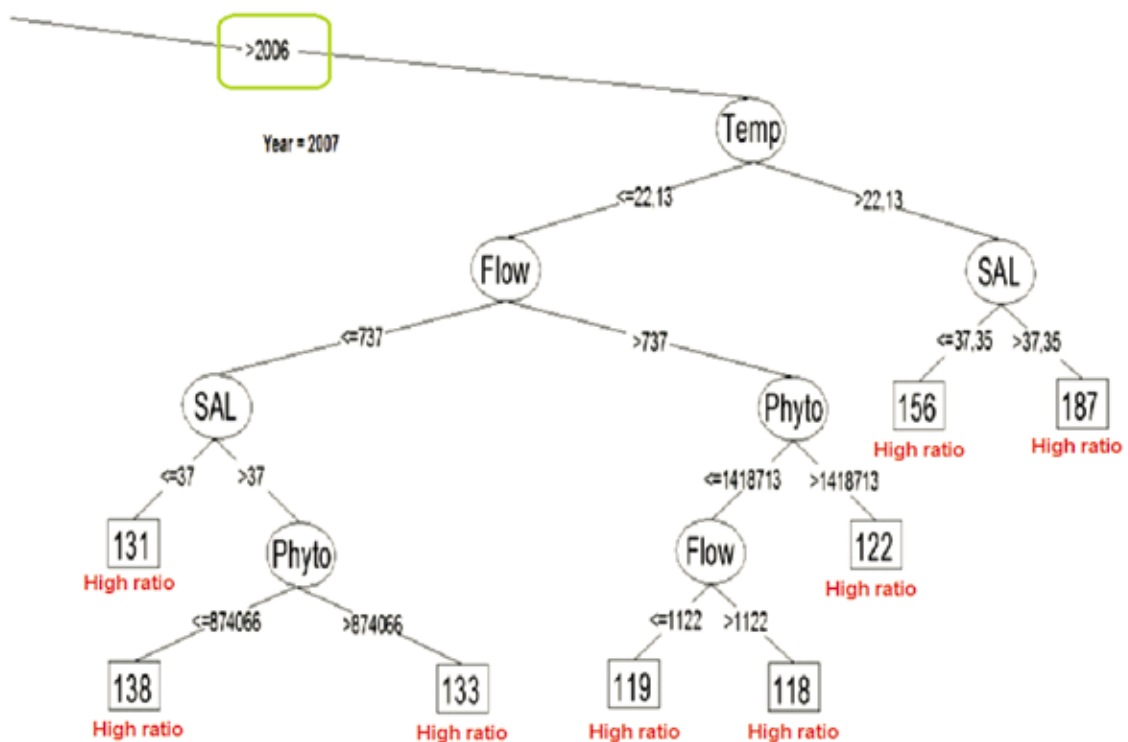 >2006
Temp
Year = 2007
<=22,13 >22,13
Flow SAL
<=737 >737
<=37,35 >37,35
SAL Phyto
156 187
High ratio High ratio
<=37 >37 <=1418713 >1418713
131 Phyto Flow 122
High ratio High ratio
<=874066 >874066 <=1122 >1122
138 133 119 118
High ratio High ratio High ratio High ratio